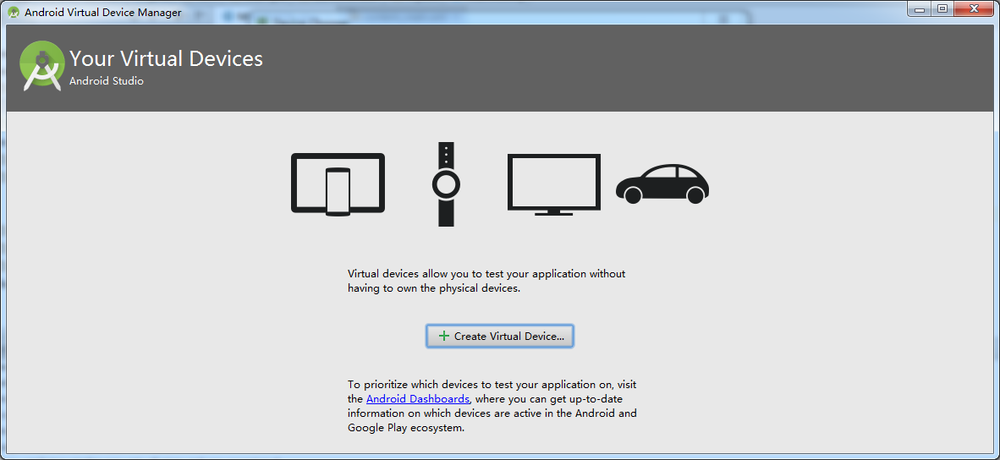 Android Virtual Device Manager
Your Virtual Devices
Android Studio
Virtual devices allow you to test your application without
having to own the physical devices.
Create Virtual Device...
To prioritize which devices to test your application on, visit
the Android Dashboards, where you can get up-to-date
information on which devices are active in the Android and
Google Play ecosystem.